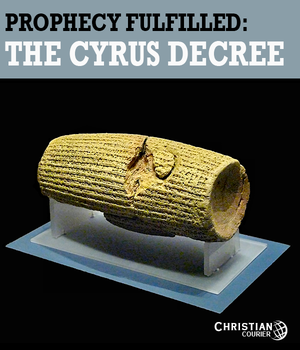 PROPHECY FULFILLED:
THE CYRUS DECREE
CHRISTIAN
COURIER